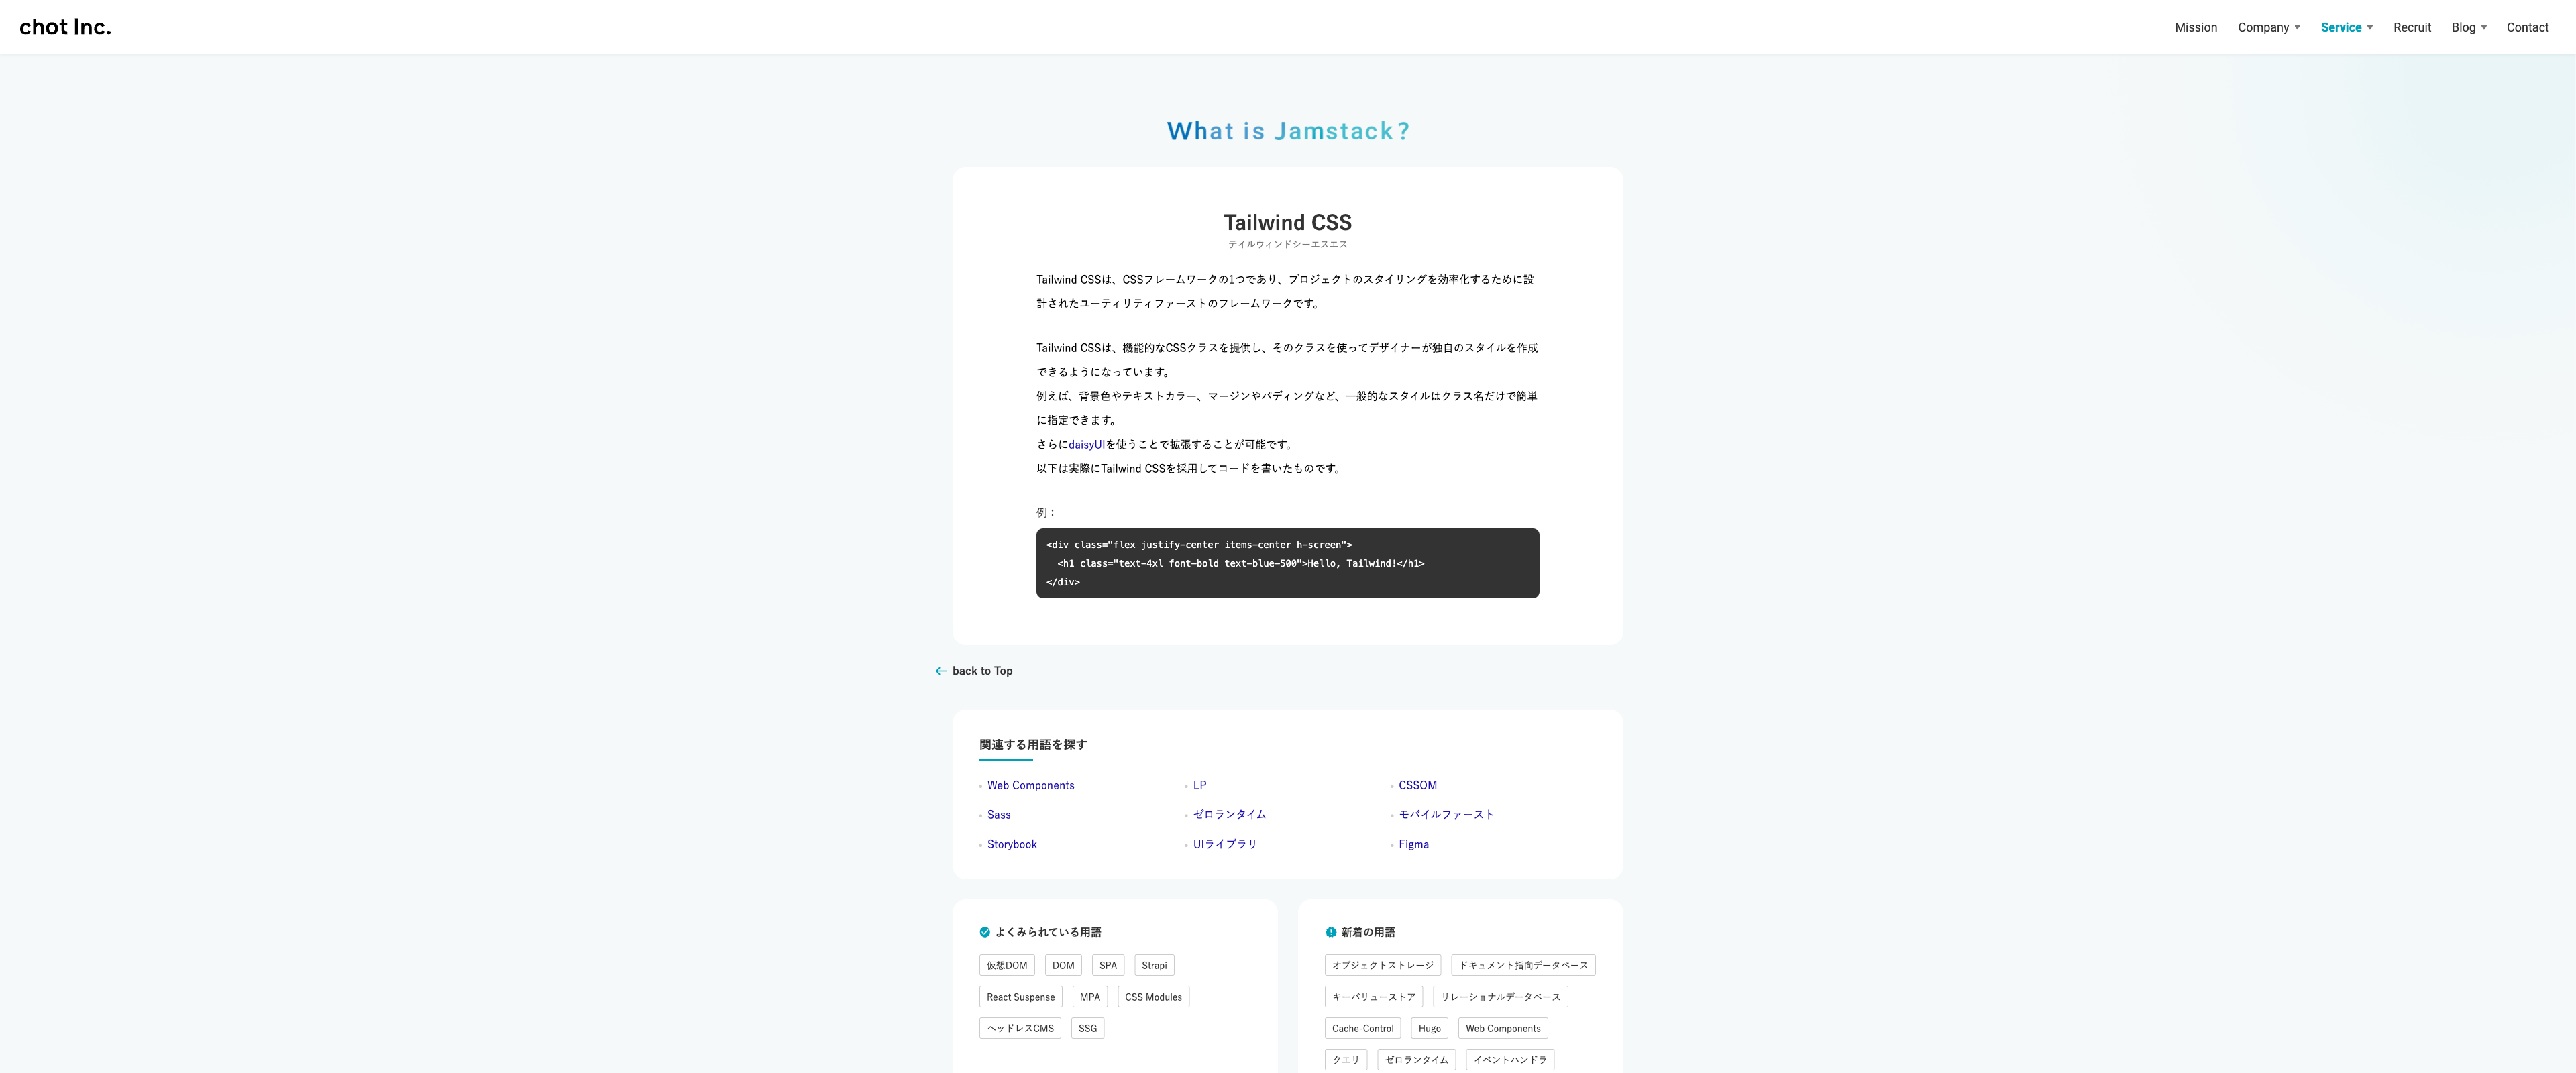 chot Inc.
Mission Company Service Recruit Blog Contact
What is Jamstack?
Tailwind CSS
テイルウィンドシーエスエス
Tailwind CSSは、CSSフレームワークの1つであり、プロジェクトのスタイリングを効率化するために設
計されたユーティリティファーストのフレームワークです。
Tailwind CSSは、機能的なCSSクラスを提供し、そのクラスを使ってデザイナーが独自のスタイルを作成
できるようになっています。
例えば、背景色やテキストカラー、マージンやパディングなど、一般的なスタイルはクラス名だけで簡単
に指定できます。
さらにdaisyUIを使うことで拡張することが可能です。
以下は実際にTailwind CSSを採用してコードを書いたものです。
例：
<div class="flex justify-center items-center h-screen">
  <h1 class="text-4xl font-bold text-blue-500">Hello, Tailwind!</h1>
</div>
back to Top
関連する用語を探す
Web Components LP CSSOM
Sass ゼロランタイム モバイルファースト
Storybook UIライブラリ Figma
よくみられている用語
仮想DOM DOM SPA Strapi
React Suspense MPA CSS Modules
ヘッドレスCMS SSG
新着の用語
オブジェクトストレージ ドキュメント指向データベース
キーバリューストア リレーショナルデータベース
Cache-Control Hugo Web Components
クエリ ゼロランタイム イベントハンドラ